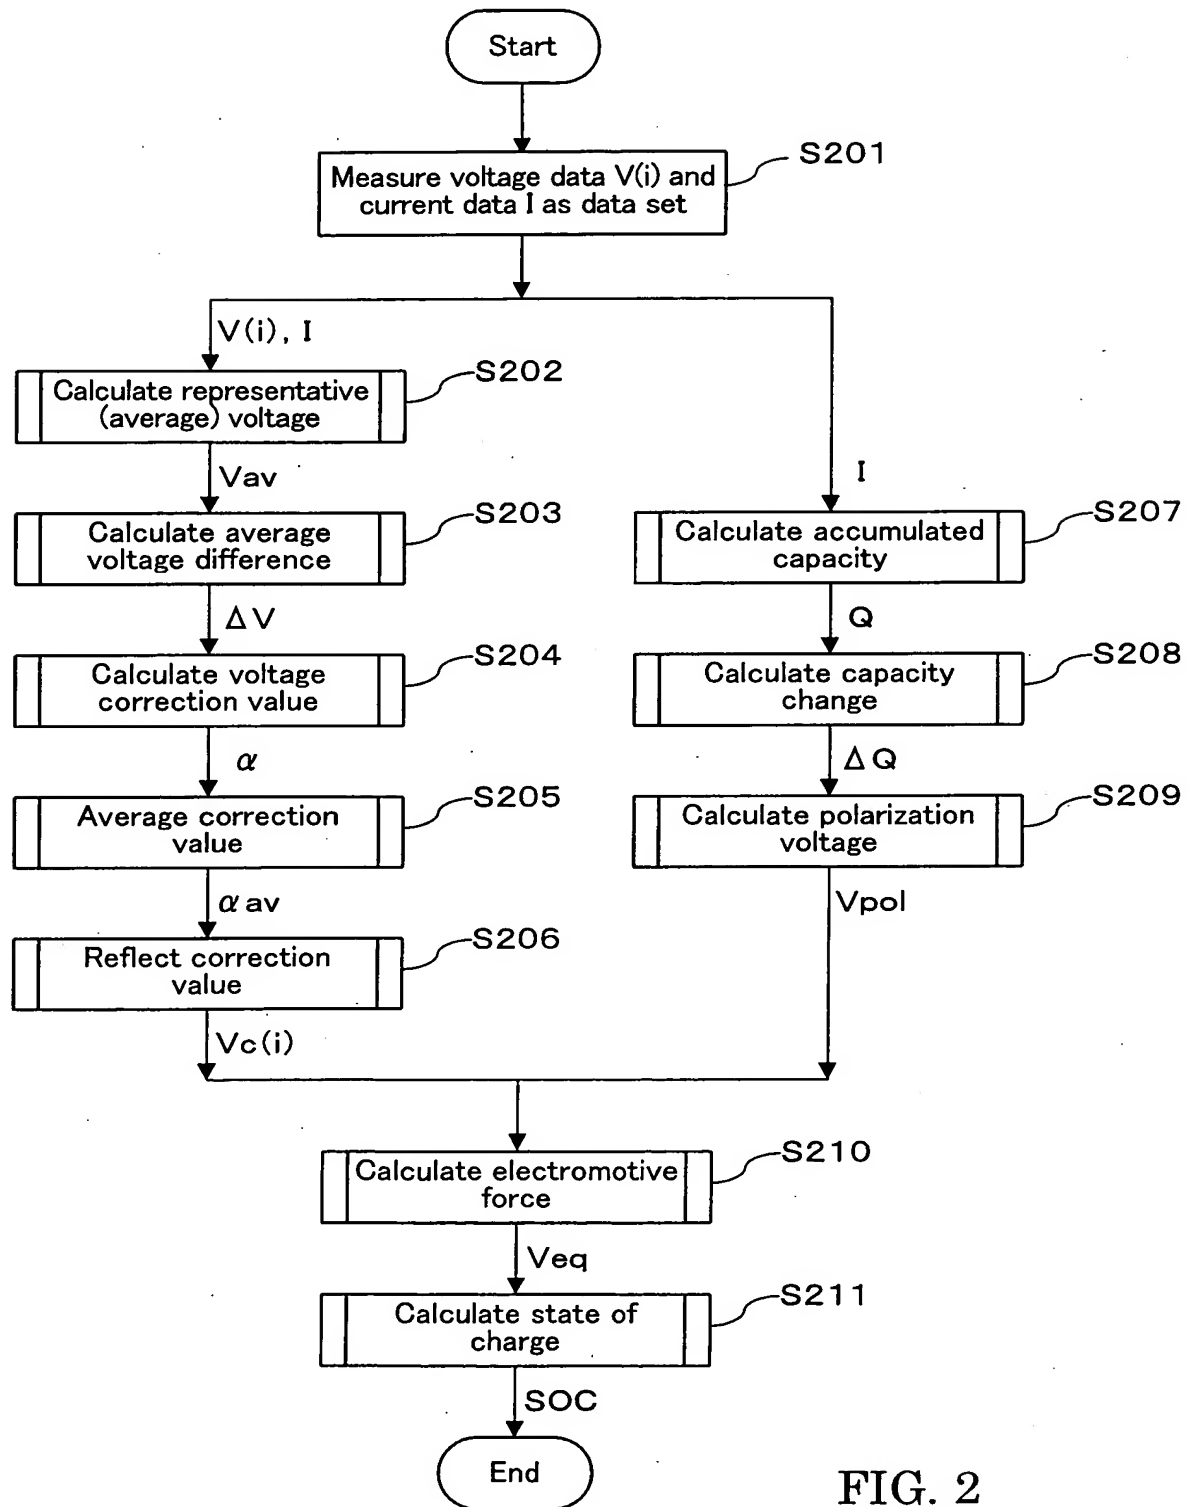 Start
Measure voltage data V(i) and
current data I as data set
S201
V(i), I
Calculate representative
(average) voltage
S202
Vav
Calculate average
voltage difference
S203
ΔV
Calculate voltage
correction value
S204
α
Average correction
value
S205
αav
Reflect correction
value
S206
Vc(i)
I
Calculate accumulated
capacity
S207
Q
Calculate capacity
change
S208
ΔQ
Calculate polarization
voltage
S209
Vpol
Calculate electromotive
force
S210
Veq
Calculate state of
charge
S211
SOC
End
FIG. 2